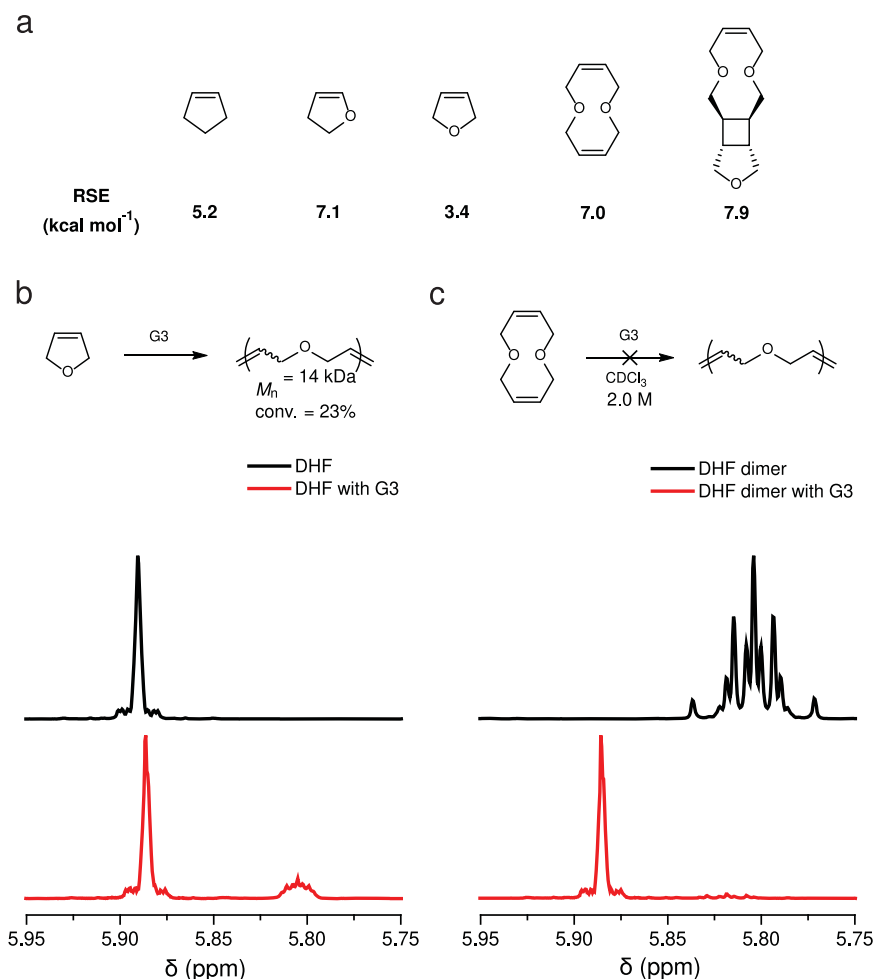 a
O
O
O O
O O
O
RSE
(kcal mol⁻¹)
5.2 7.1 3.4 7.0 7.9
b
G3
O
O
Mn = 14 kDa
conv. = 23%
DHF
DHF with G3
5.95 5.90 5.85 5.80 5.75
δ (ppm)
c
O O
G3
CDCl₃
2.0 M
O
DHF dimer
DHF dimer with G3
5.95 5.90 5.85 5.80 5.75
δ (ppm)